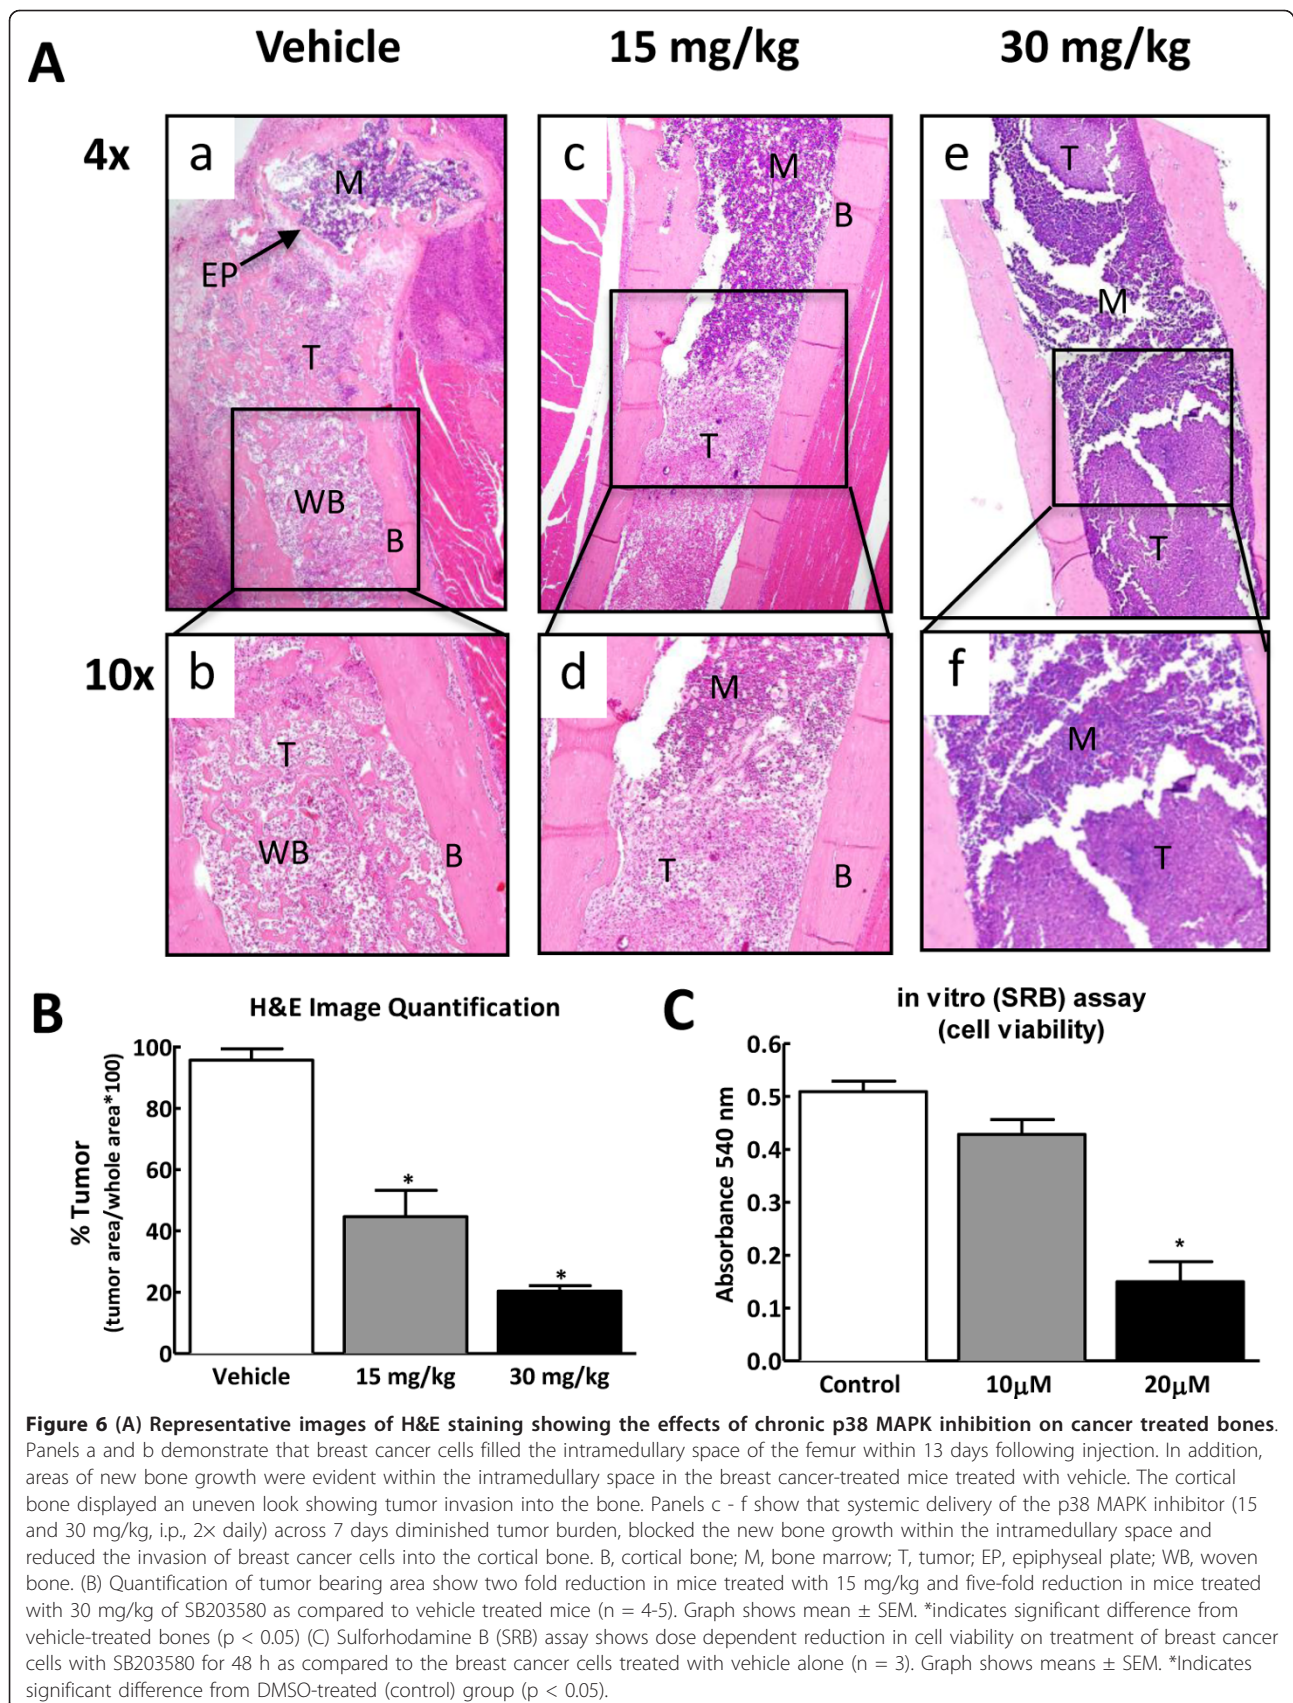 A
Vehicle
15 mg/kg
30 mg/kg
4x
a
M
EP
T
WB
B
c
M
B
T
e
T
M
T
10x
b
T
WB
B
d
M
T
B
f
M
T
B
H&E Image Quantification
% Tumor
(tumor area/whole area*100)
100
80
60
40
20
0
*
*
Vehicle
15 mg/kg
30 mg/kg
C
in vitro (SRB) assay
(cell viability)
Absorbance 540 nm
0.6
0.5
0.4
0.3
0.2
0.1
0.0
*
Control
10µM
20µM
Figure 6 (A) Representative images of H&E staining showing the effects of chronic p38 MAPK inhibition on cancer treated bones.
Panels a and b demonstrate that breast cancer cells filled the intramedullary space of the femur within 13 days following injection. In addition,
areas of new bone growth were evident within the intramedullary space in the breast cancer-treated mice treated with vehicle. The cortical
bone displayed an uneven look showing tumor invasion into the bone. Panels c - f show that systemic delivery of the p38 MAPK inhibitor (15
and 30 mg/kg, i.p., 2× daily) across 7 days diminished tumor burden, blocked the new bone growth within the intramedullary space and
reduced the invasion of breast cancer cells into the cortical bone. B, cortical bone; M, bone marrow; T, tumor; EP, epiphyseal plate; WB, woven
bone. (B) Quantification of tumor bearing area show two fold reduction in mice treated with 15 mg/kg and five-fold reduction in mice treated
with 30 mg/kg of SB203580 as compared to vehicle treated mice (n = 4-5). Graph shows mean ± SEM. *indicates significant difference from
vehicle-treated bones (p < 0.05) (C) Sulforhodamine B (SRB) assay shows dose dependent reduction in cell viability on treatment of breast cancer
cells with SB203580 for 48 h as compared to the breast cancer cells treated with vehicle alone (n = 3). Graph shows means ± SEM. *Indicates
significant difference from DMSO-treated (control) group (p < 0.05).